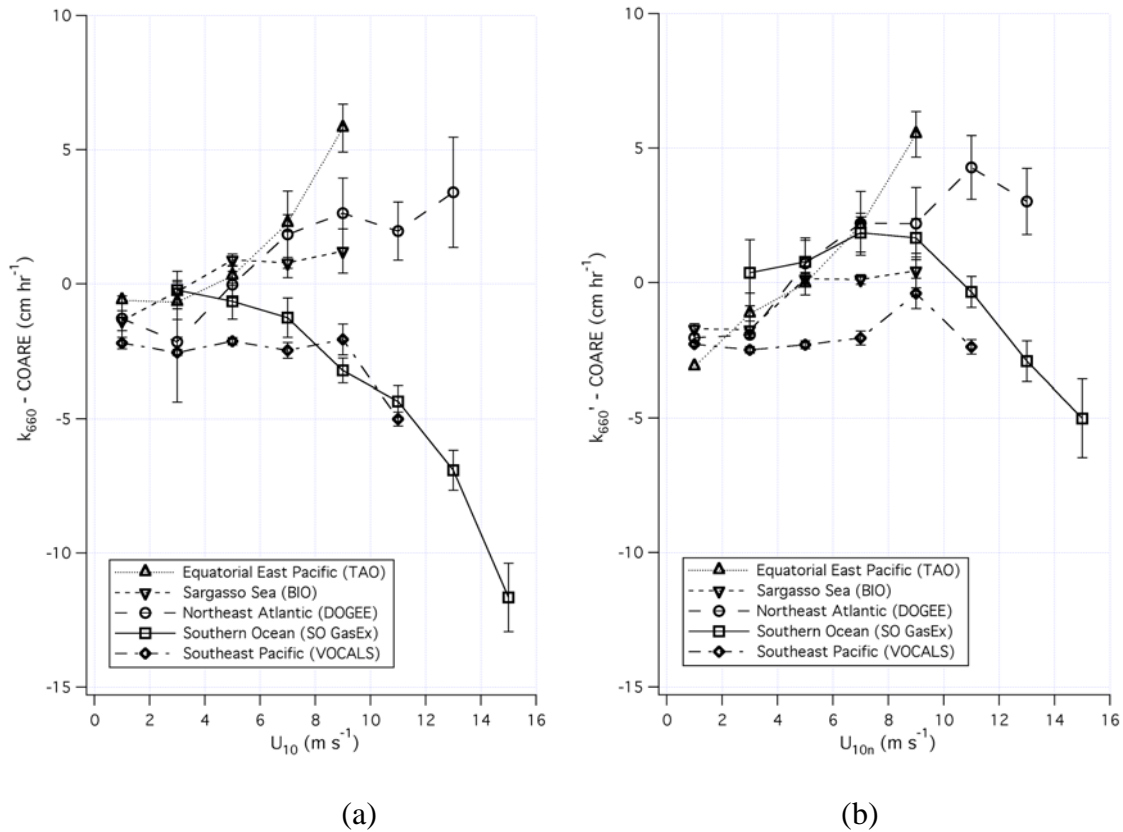 10
5
0
-5
-10
-15
k660 - COARE (cm hr-1)
Equatorial East Pacific (TAO)
Sargasso Sea (BIO)
Northeast Atlantic (DOGEE)
Southern Ocean (SO GasEx)
Southeast Pacific (VOCALS)
0 2 4 6 8 10 12 14 16
U10 (m s-1)
(a)
10
5
0
-5
-10
-15
k660' - COARE (cm hr-1)
Equatorial East Pacific (TAO)
Sargasso Sea (BIO)
Northeast Atlantic (DOGEE)
Southern Ocean (SO GasEx)
Southeast Pacific (VOCALS)
0 2 4 6 8 10 12 14 16
U10n (m s-1)
(b)